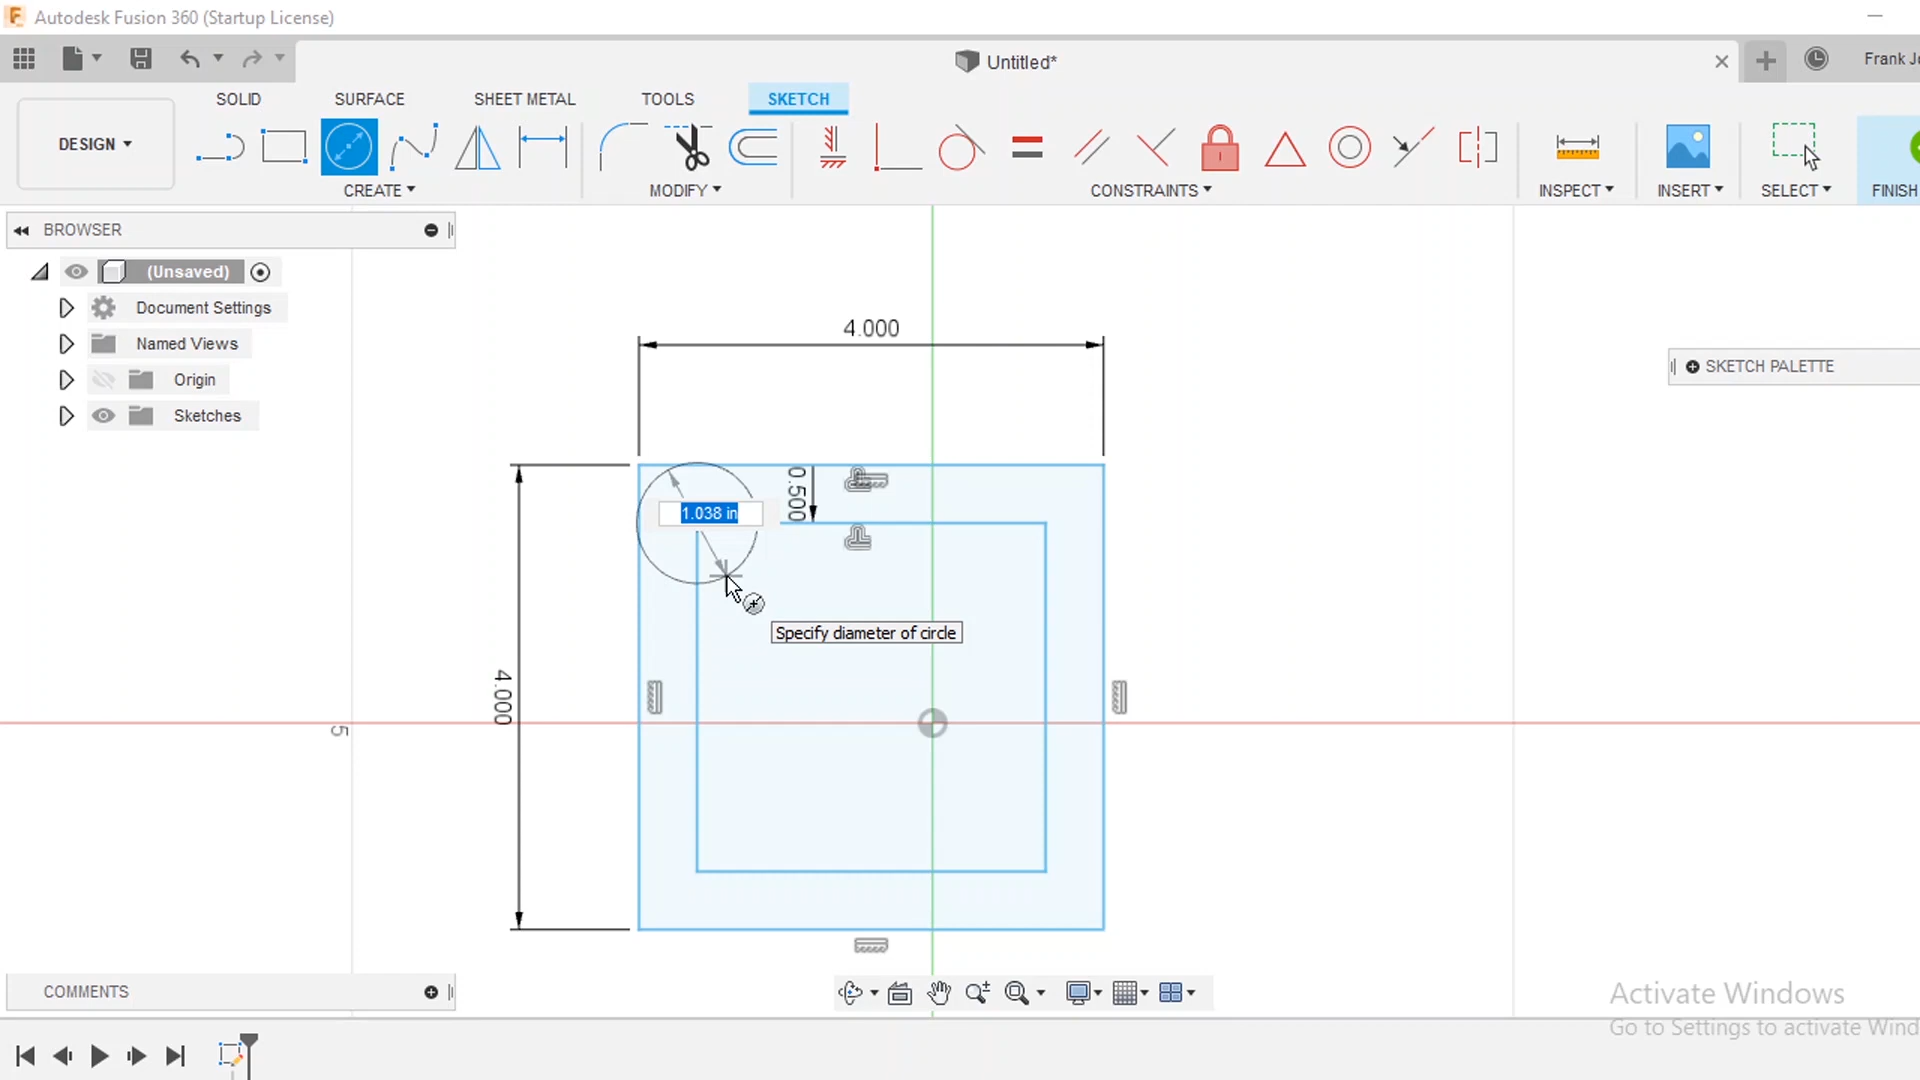 Autodesk Fusion 360 (Startup License)
Untitled*
Frank Jo
SOLID SURFACE SHEET METAL TOOLS SKETCH
DESIGN
CREATE MODIFY CONSTRAINTS INSPECT INSERT SELECT FINISH
BROWSER
(Unsaved)
Document Settings
Named Views
Origin
Sketches
SKETCH PALETTE
4.000
0.500
1.038 in
Specify diameter of circle
4.000
5
COMMENTS
Activate Windows
Go to Settings to activate Wind